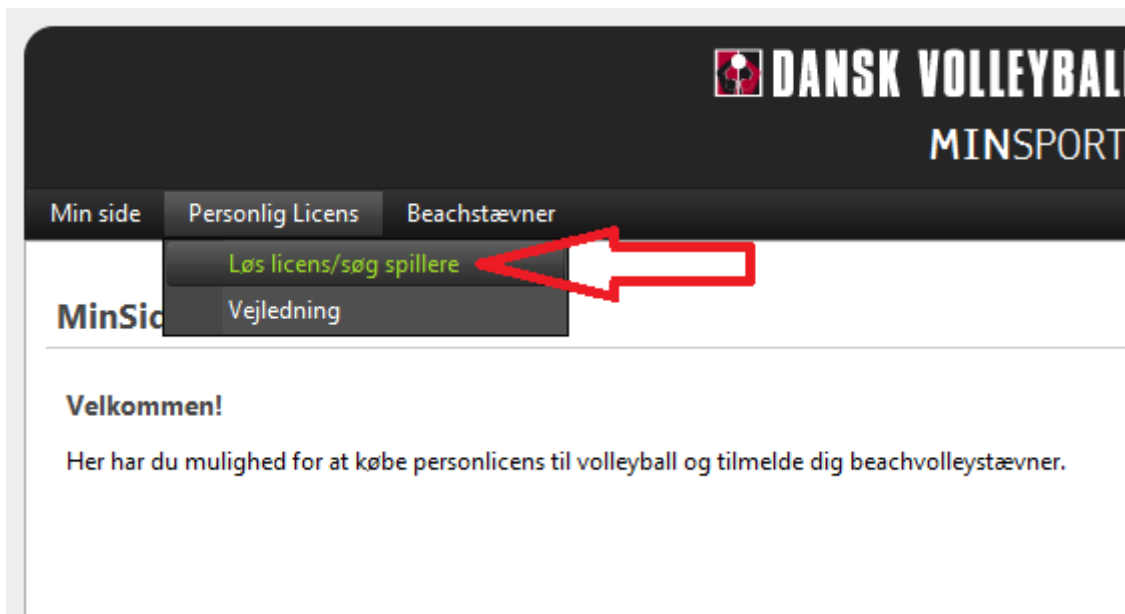 DANSK VOLLEYBAL
MINSPORT
Min side Personlig Licens Beachstævner
Løs licens/søg spillere
Vejledning
MinSid
Velkommen!
Her har du mulighed for at købe personlicens til volleyball og tilmelde dig beachvolleystævner.